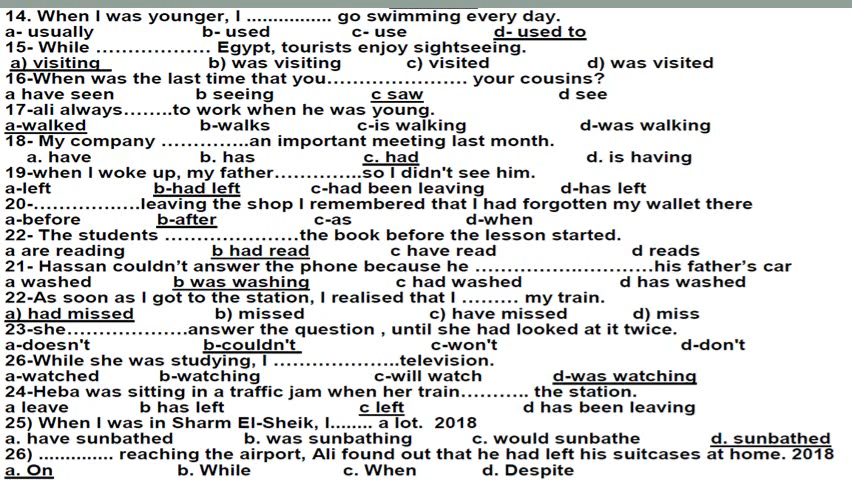 14. When I was younger, I ................ go swimming every day.
a- usually b- used c- use d- used to
15- While ……………… Egypt, tourists enjoy sightseeing.
a) visiting b) was visiting c) visited d) was visited
16-When was the last time that you………………… your cousins?
a have seen b seeing c saw d see
17-ali always……..to work when he was young.
a-walked b-walks c-is walking d-was walking
18- My company ………….an important meeting last month.
a. have b. has c. had d. is having
19-when I woke up, my father…………..so I didn't see him.
a-left b-had left c-had been leaving d-has left
20-…………….leaving the shop I remembered that I had forgotten my wallet there
a-before b-after c-as d-when
22- The students …………………the book before the lesson started.
a are reading b had read c have read d reads
21- Hassan couldn’t answer the phone because he ……………..………his father’s car
a washed b was washing c had washed d has washed
22-As soon as I got to the station, I realised that I ……… my train.
a) had missed b) missed c) have missed d) miss
23-she……………….answer the question , until she had looked at it twice.
a-doesn't b-couldn't c-won't d-don't
26-While she was studying, I ………………..television.
a-watched b-watching c-will watch d-was watching
24-Heba was sitting in a traffic jam when her train……….. the station.
a leave b has left c left d has been leaving
25) When I was in Sharm El-Sheik, I........ a lot. 2018
a. have sunbathed b. was sunbathing c. would sunbathe d. sunbathed
26) .............. reaching the airport, Ali found out that he had left his suitcases at home. 2018
a. On b. While c. When d. Despite